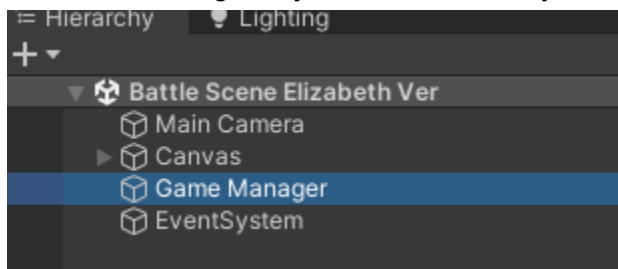 Hierarchy Lighting
Battle Scene Elizabeth Ver
Main Camera
Canvas
Game Manager
EventSystem